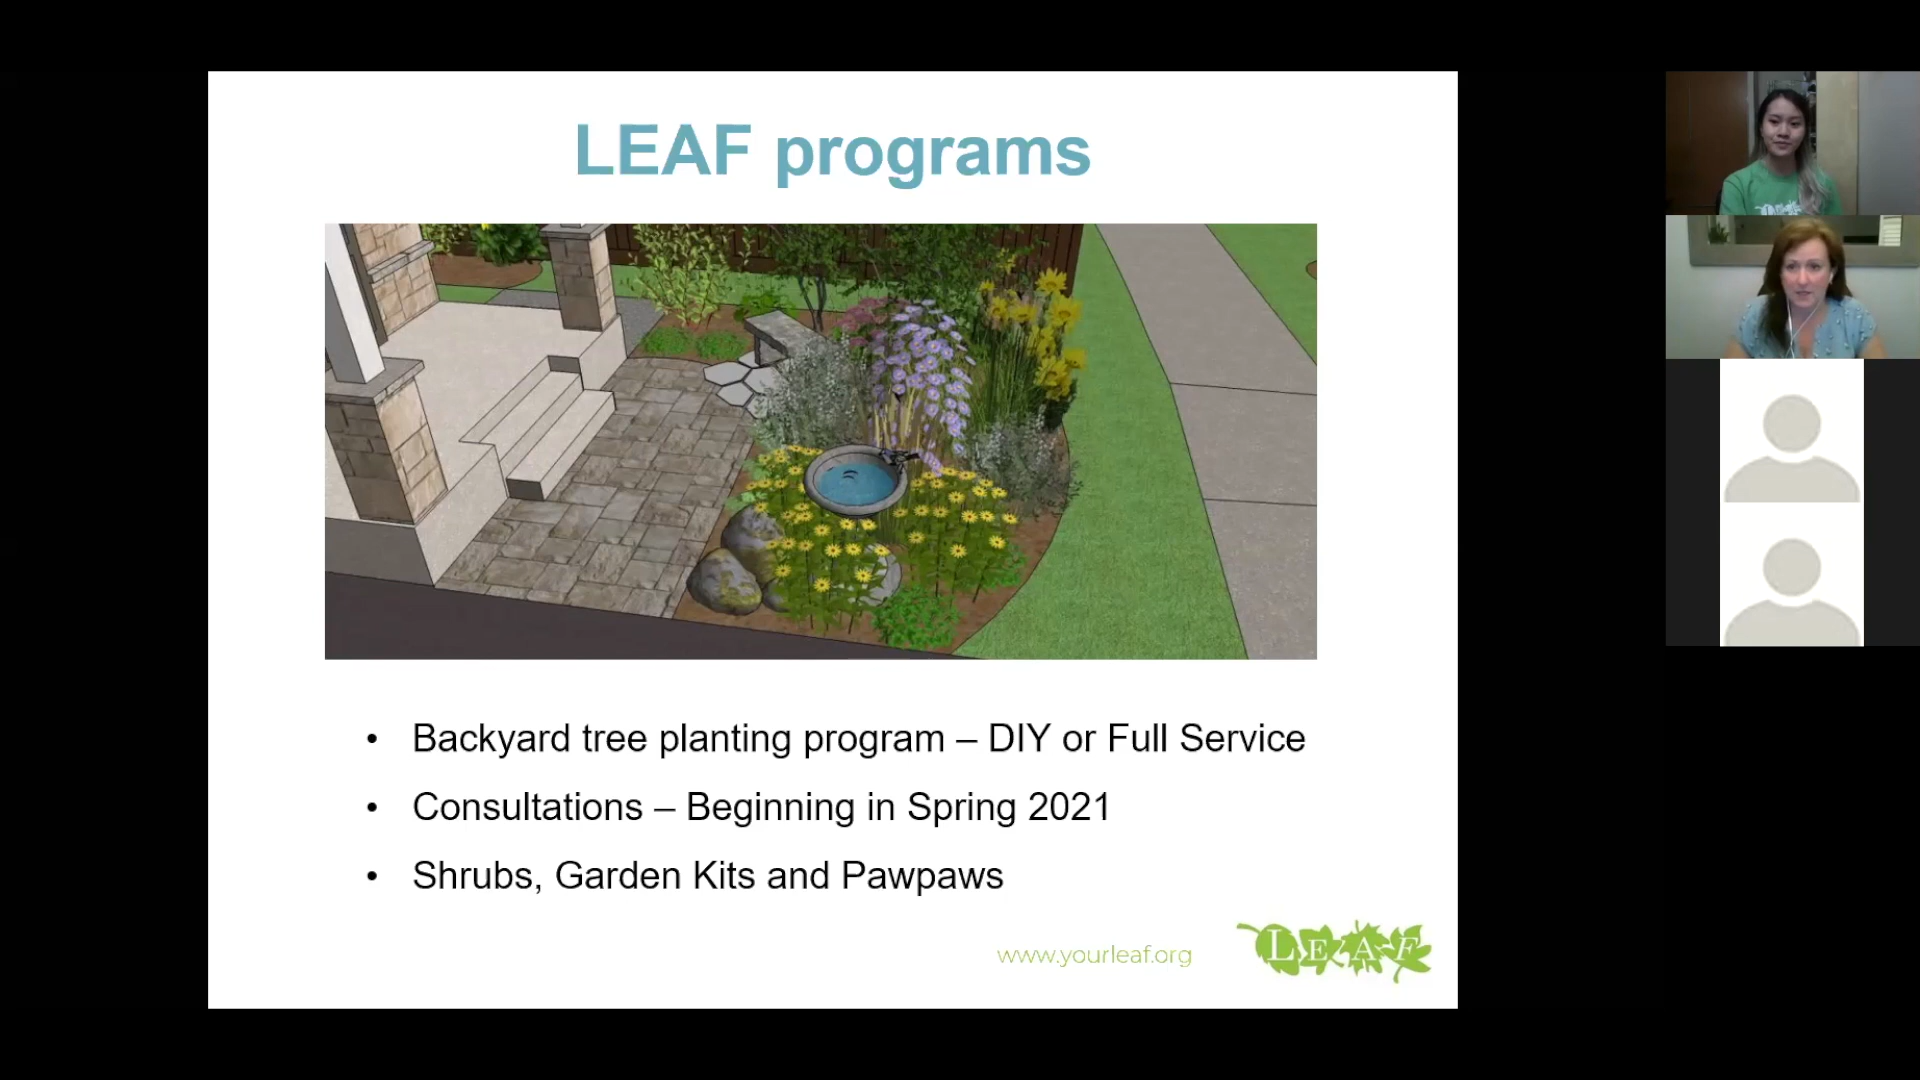 LEAF programs
• Backyard tree planting program – DIY or Full Service
• Consultations – Beginning in Spring 2021
• Shrubs, Garden Kits and Pawpaws
www.yourleaf.org
LEAF